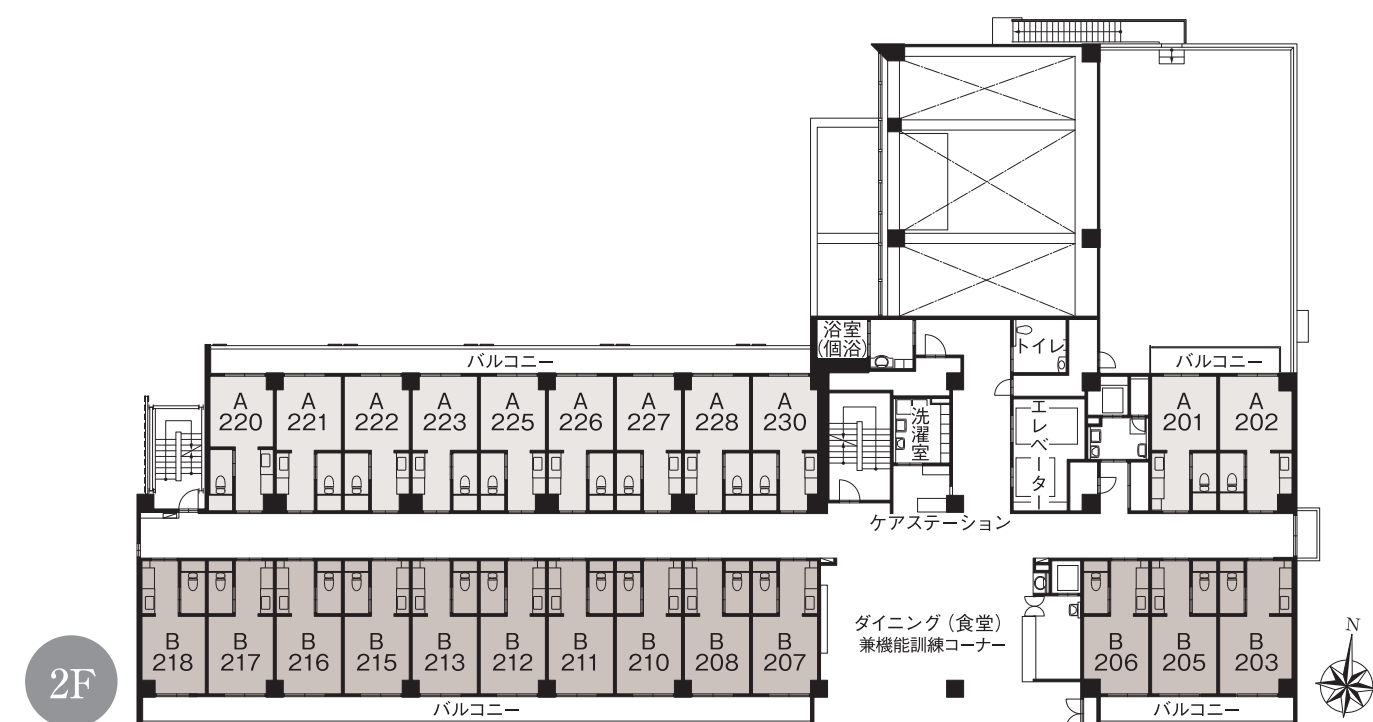 N
浴室
(個浴)
トイレ
バルコニー
バルコニー
A
220
A
221
A
222
A
223
A
225
A
226
A
227
A
228
A
230
洗濯室
エレベーター
A
201
A
202
ケアステーション
B
218
B
217
B
216
B
215
B
213
B
212
B
211
B
210
B
208
B
207
ダイニング(食堂)
兼機能訓練コーナー
B
206
B
205
B
203
バルコニー
バルコニー
2F